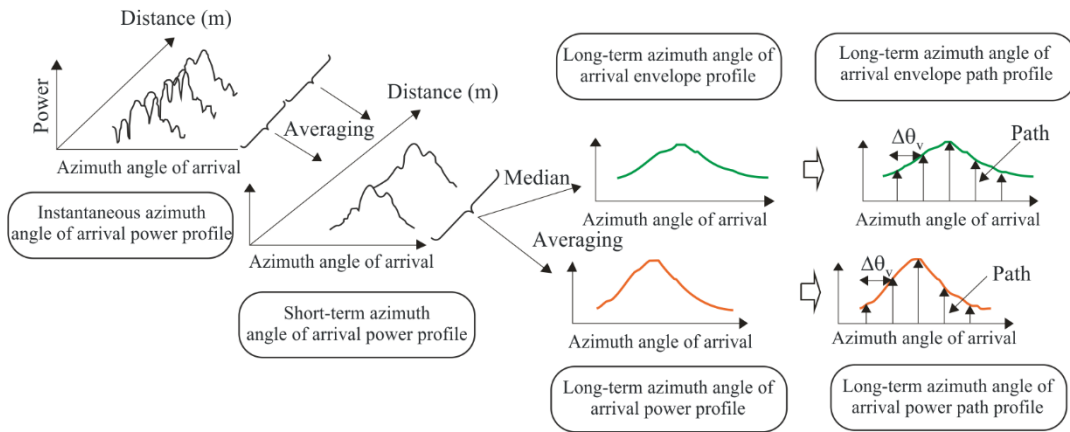 Distance (m)
Power
Azimuth angle of arrival
Instantaneous azimuth
angle of arrival power profile
Averaging
Distance (m)
Azimuth angle of arrival
Short-term azimuth
angle of arrival power profile
Median
Averaging
Long-term azimuth angle of
arrival envelope profile
Azimuth angle of arrival
Azimuth angle of arrival
Long-term azimuth angle of
arrival power profile
Long-term azimuth angle of
arrival envelope path profile
Δθv
Path
Azimuth angle of arrival
Δθv
Path
Azimuth angle of arrival
Long-term azimuth angle of
arrival power path profile